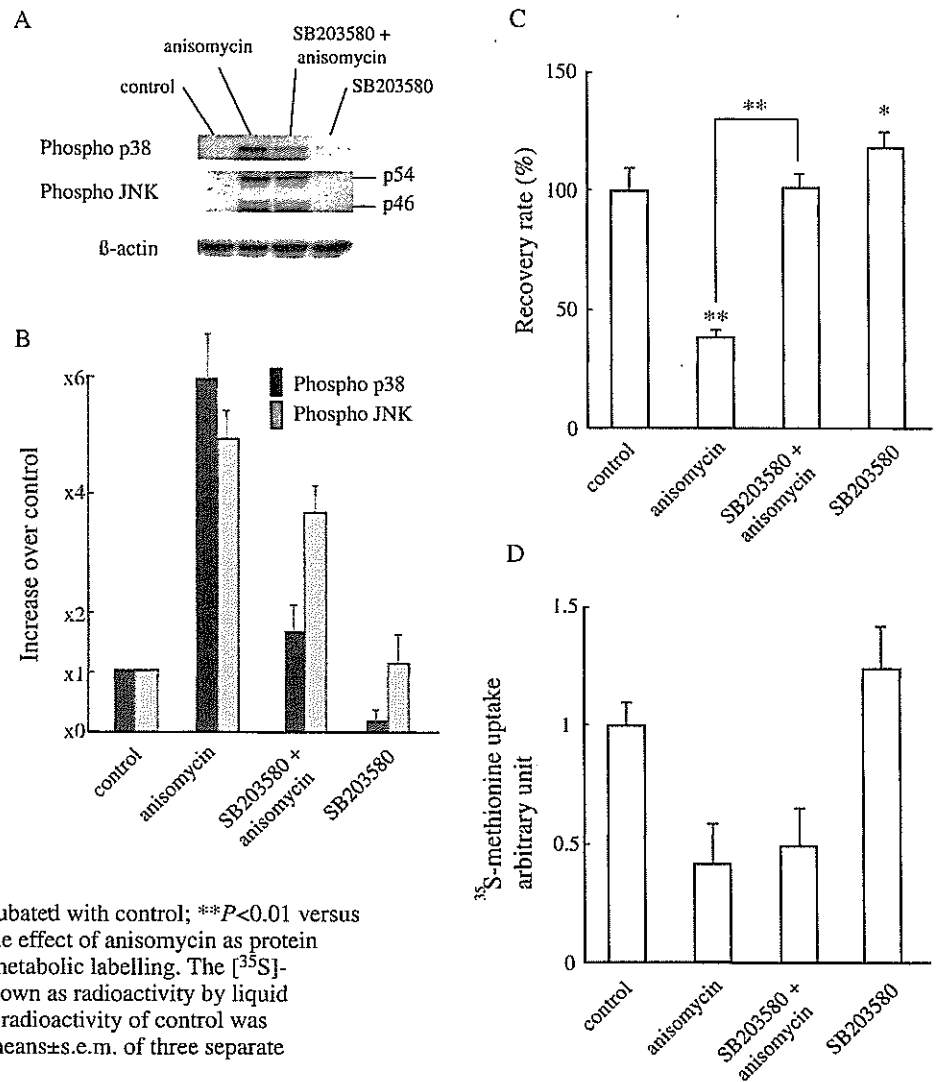 A
anisomycin
SB203580 +
anisomycin
control
SB203580
Phospho p38
Phospho JNK
p54
p46
ß-actin
B
Increase over control
x6
x4
x2
x1
x0
Phospho p38
Phospho JNK
control
anisomycin
SB203580 +
anisomycin
SB203580
C
Recovery rate (%)
150
100
50
0
**
**
*
control
anisomycin
SB203580 +
anisomycin
SB203580
D
35S-methionine uptake
arbitrary unit
1.5
1
0.5
0
control
anisomycin
SB203580 +
anisomycin
SB203580
ubated with control; **P<0.01 versus
e effect of anisomycin as protein
metabolic labelling. The [35S]-
own as radioactivity by liquid
radioactivity of control was
neans±s.e.m. of three separate